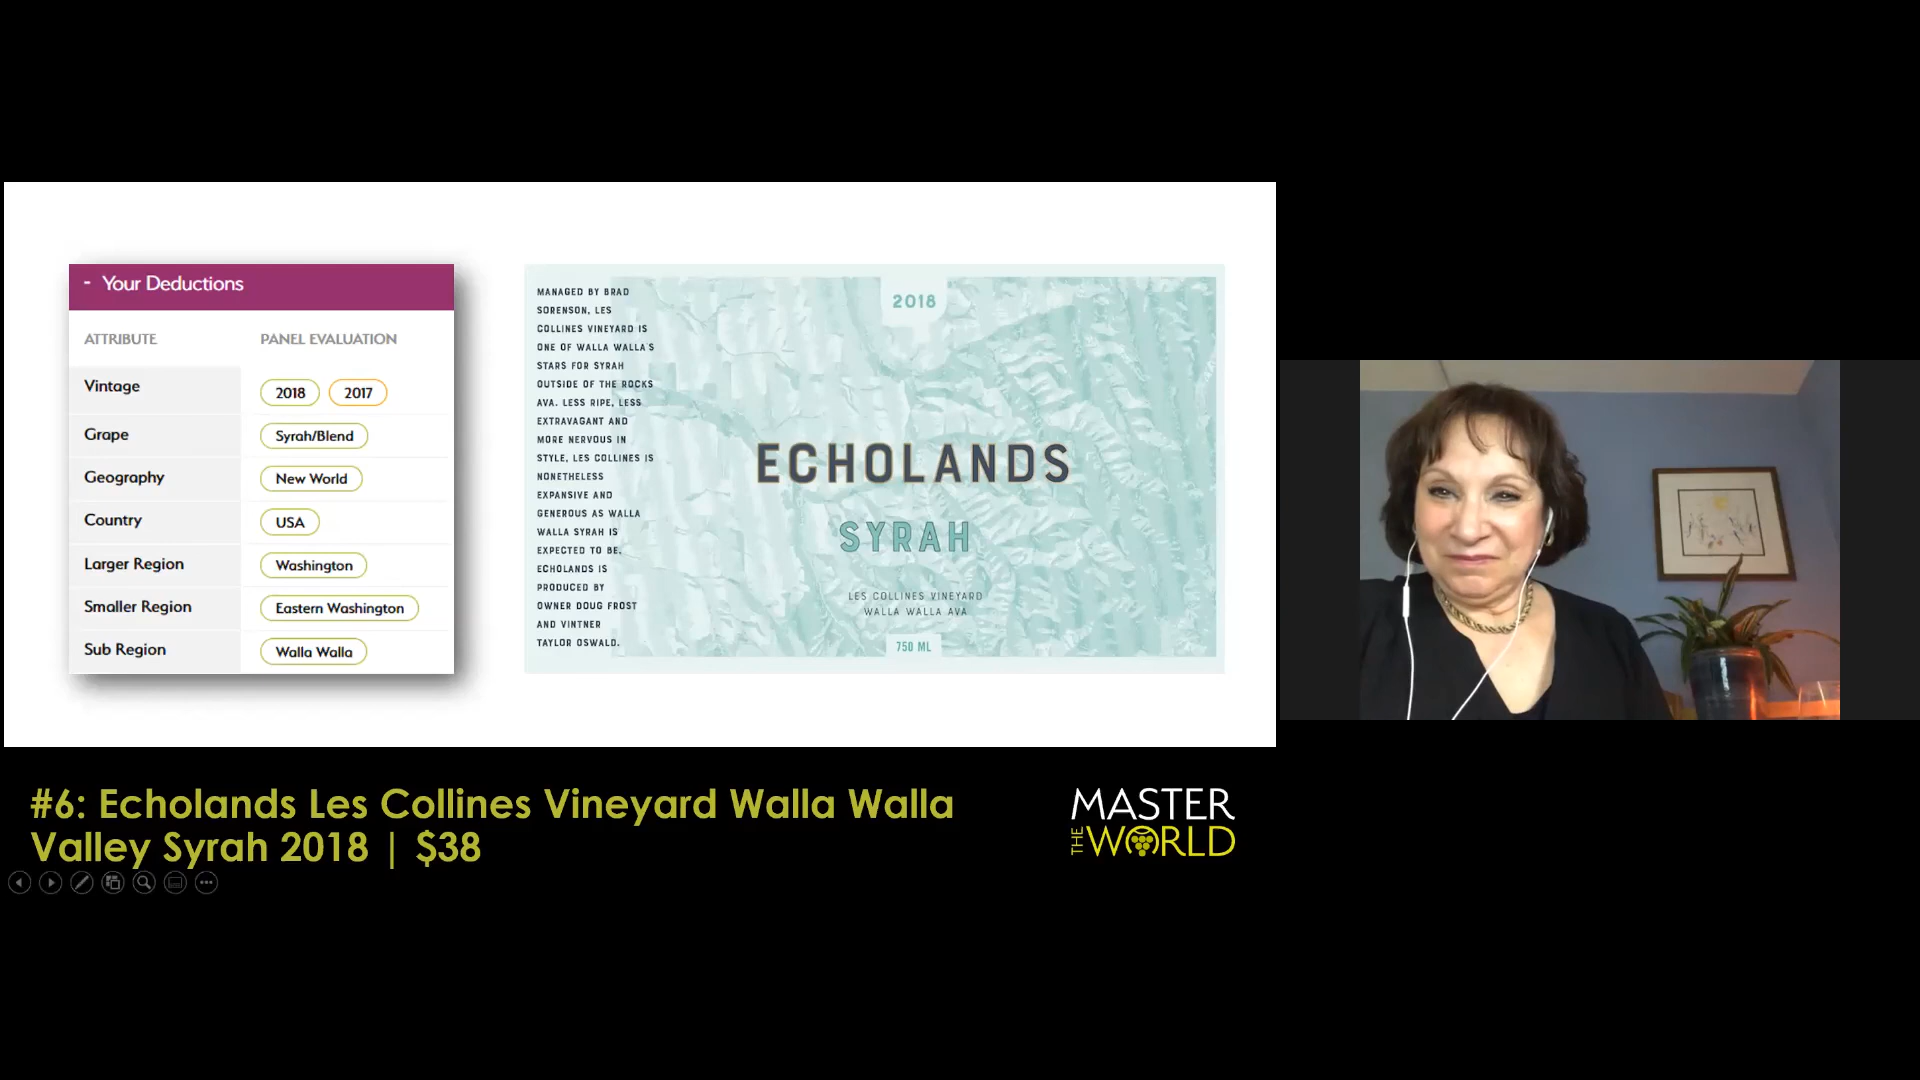 - Your Deductions
ATTRIBUTE PANEL EVALUATION
Vintage 2018 2017
Grape Syrah/Blend
Geography New World
Country USA
Larger Region Washington
Smaller Region Eastern Washington
Sub Region Walla Walla
MANAGED BY BRAD
SORENSON, LES
COLLINES VINEYARD IS
ONE OF WALLA WALLA'S
STARS FOR SYRAH
OUTSIDE OF THE ROCKS
AVA. LESS RIPE, LESS
EXTRAVAGANT AND
MORE NERVOUS IN
STYLE, LES COLLINES IS
NONETHELESS
EXPANSIVE AND
GENEROUS AS WALLA
WALLA SYRAH IS
EXPECTED TO BE.
ECHOLANDS IS
PRODUCED BY
OWNER DOUG FROST
AND VINTNER
TAYLOR OSWALD.
2018
ECHOLANDS
SYRAH
LES COLLINES VINEYARD
WALLA WALLA AVA
750 ML
#6: Echolands Les Collines Vineyard Walla Walla
Valley Syrah 2018 | $38
MASTER
THE WORLD